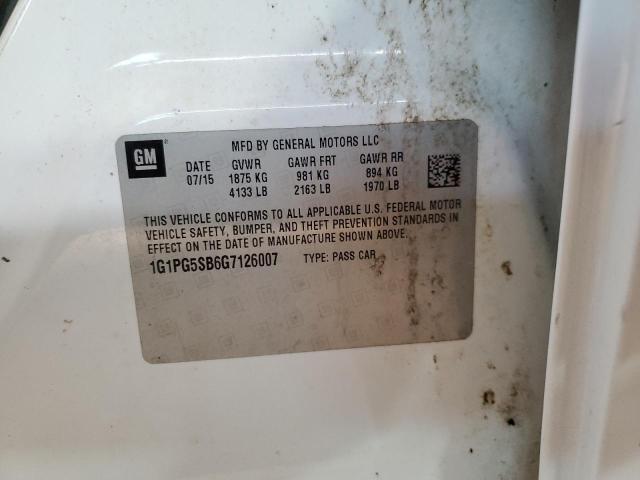 GM
MFD BY GENERAL MOTORS LLC
DATE GVWR GAWR FRT GAWR RR
07/15 1875 KG 981 KG 894 KG
4133 LB 2163 LB 1970 LB
THIS VEHICLE CONFORMS TO ALL APPLICABLE U.S. FEDERAL MOTOR
VEHICLE SAFETY, BUMPER, AND THEFT PREVENTION STANDARDS IN
EFFECT ON THE DATE OF MANUFACTURE SHOWN ABOVE.
1G1PG5SB6G7126007 TYPE: PASS CAR